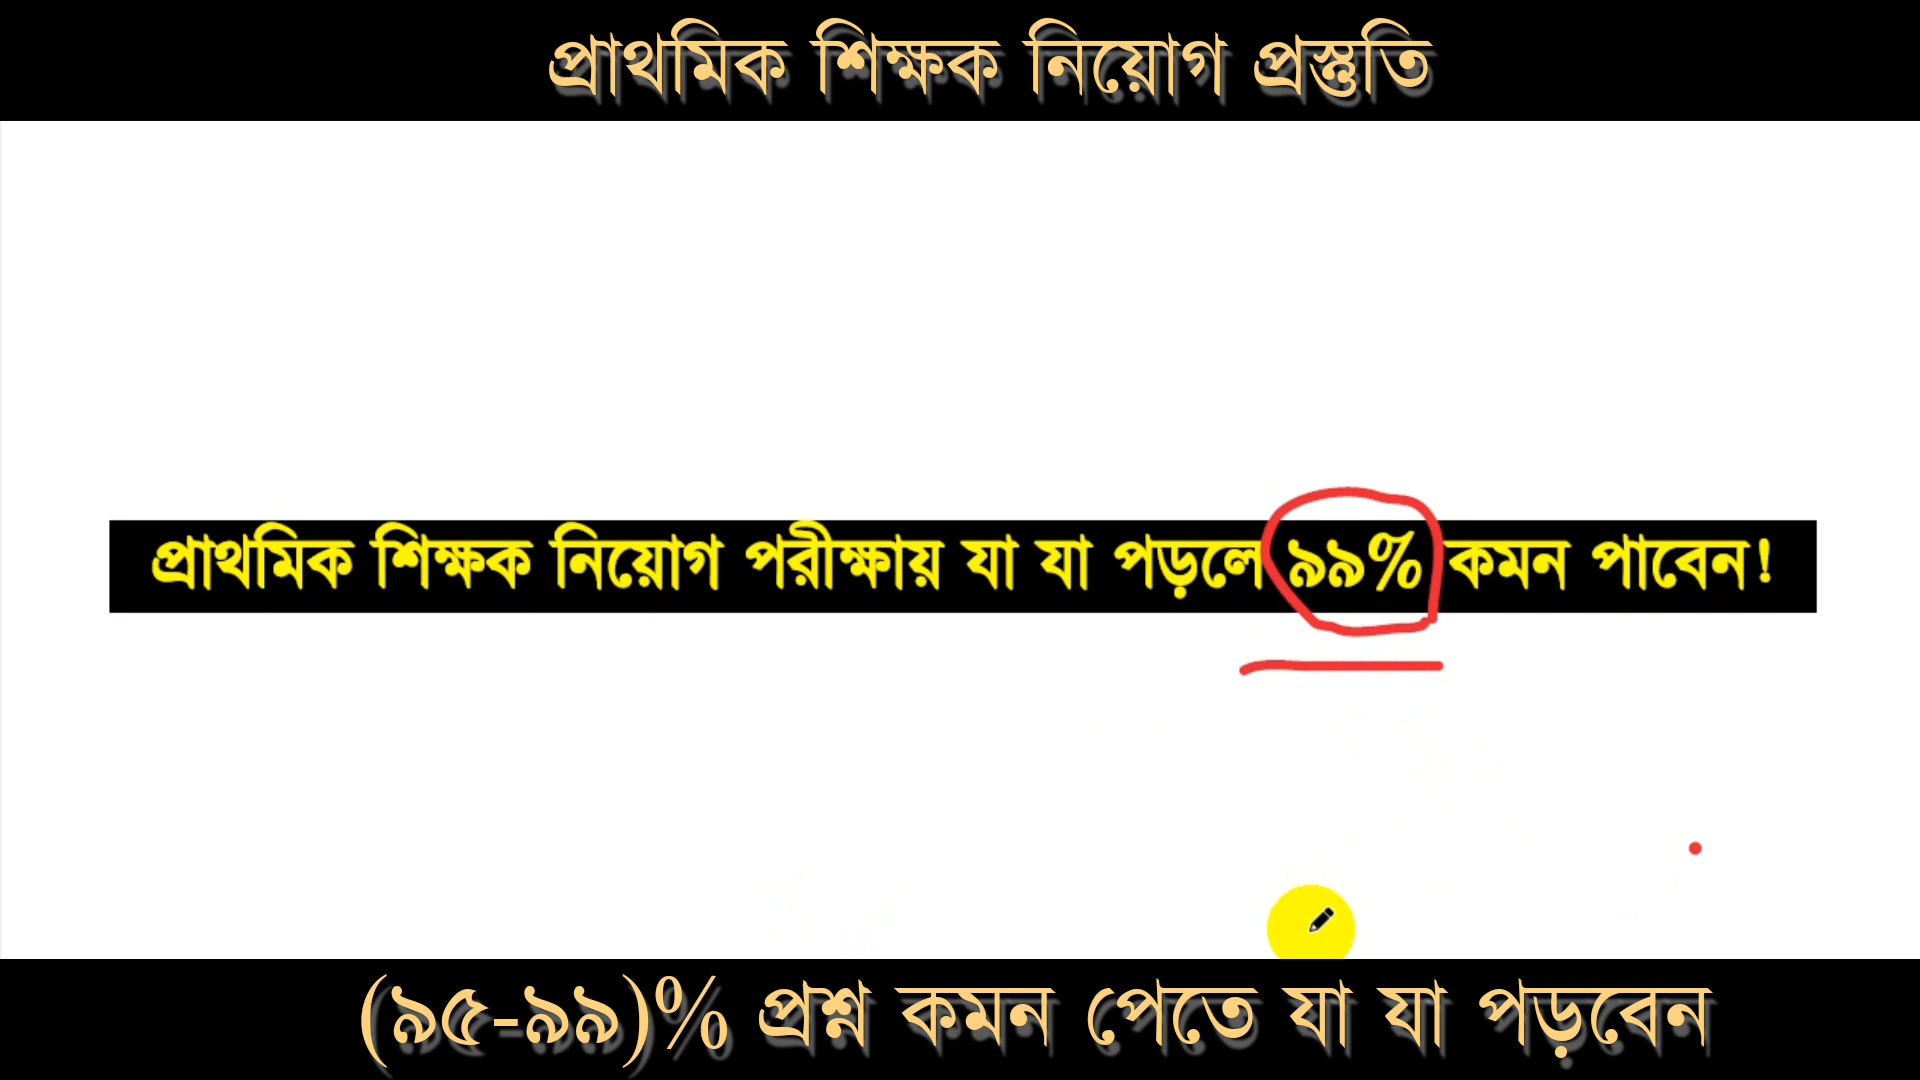 প্রাথমিক শিক্ষক নিয়োগ প্রস্তুতি
প্রাথমিক শিক্ষক নিয়োগ পরীক্ষায় যা যা পড়লে ৯৯% কমন পাবেন!
(৯৫-৯৯)% প্রশ্ন কমন পেতে যা যা পড়বেন